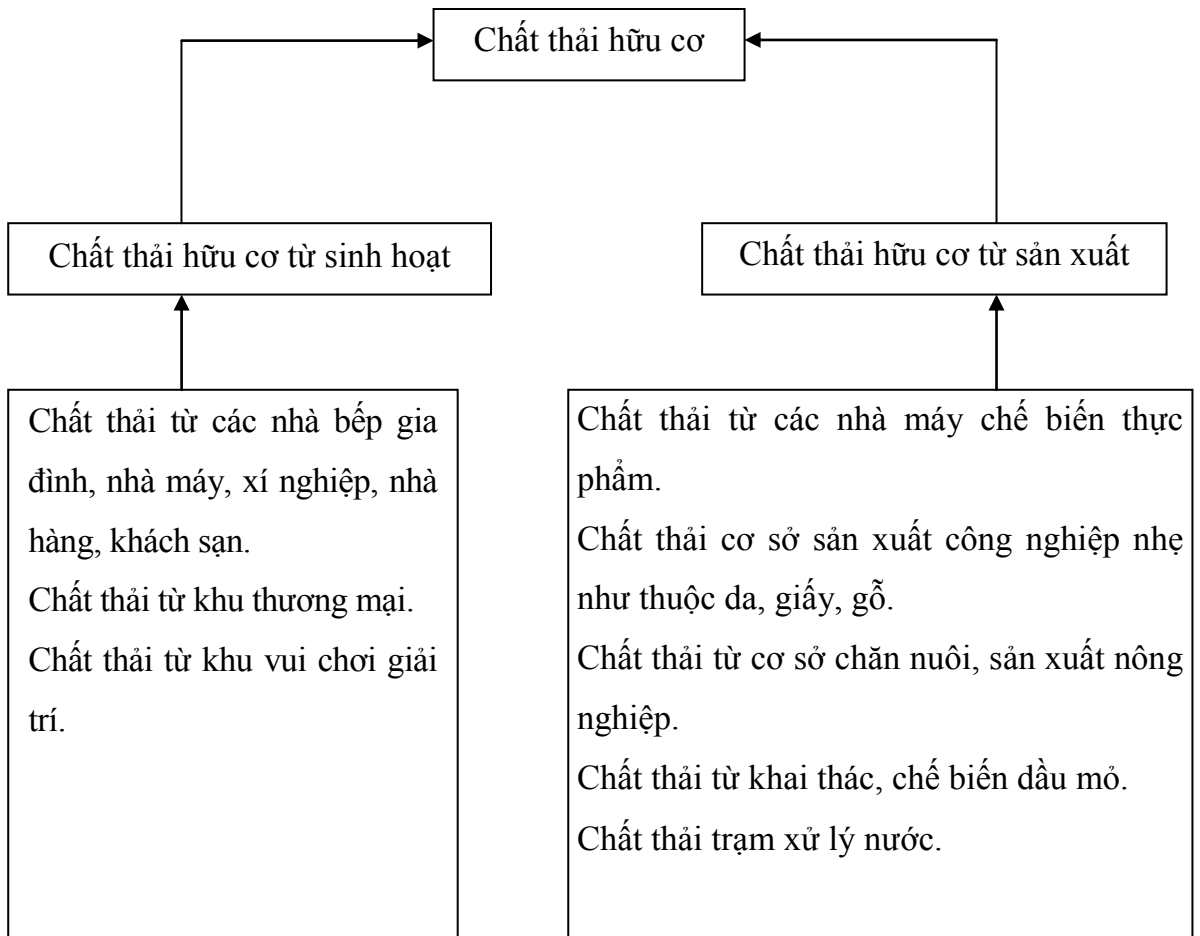 Chất thải hữu cơ
Chất thải hữu cơ từ sinh hoạt
Chất thải hữu cơ từ sản xuất
Chất thải từ các nhà bếp gia
đình, nhà máy, xí nghiệp, nhà
hàng, khách sạn.
Chất thải từ khu thương mại.
Chất thải từ khu vui chơi giải
trí.
Chất thải từ các nhà máy chế biến thực
phẩm.
Chất thải cơ sở sản xuất công nghiệp nhẹ
như thuộc da, giấy, gỗ.
Chất thải từ cơ sở chăn nuôi, sản xuất nông
nghiệp.
Chất thải từ khai thác, chế biến dầu mỏ.
Chất thải trạm xử lý nước.